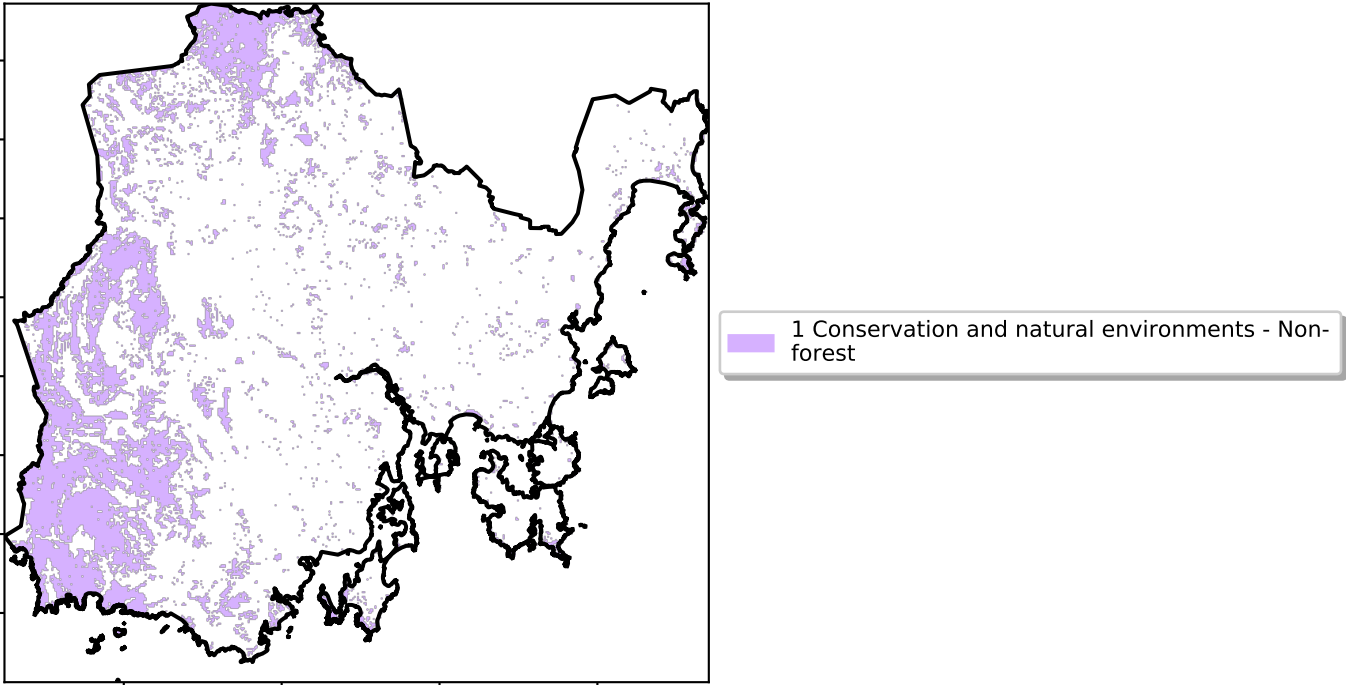 1 Conservation and natural environments - Non-
forest